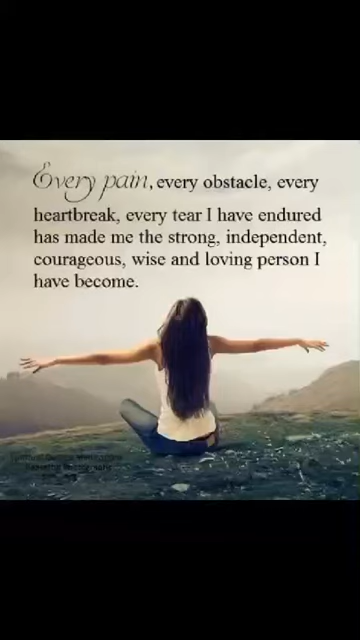 Every pain, every obstacle, every
heartbreak, every tear I have endured
has made me the strong, independent,
courageous, wise and loving person I
have become.